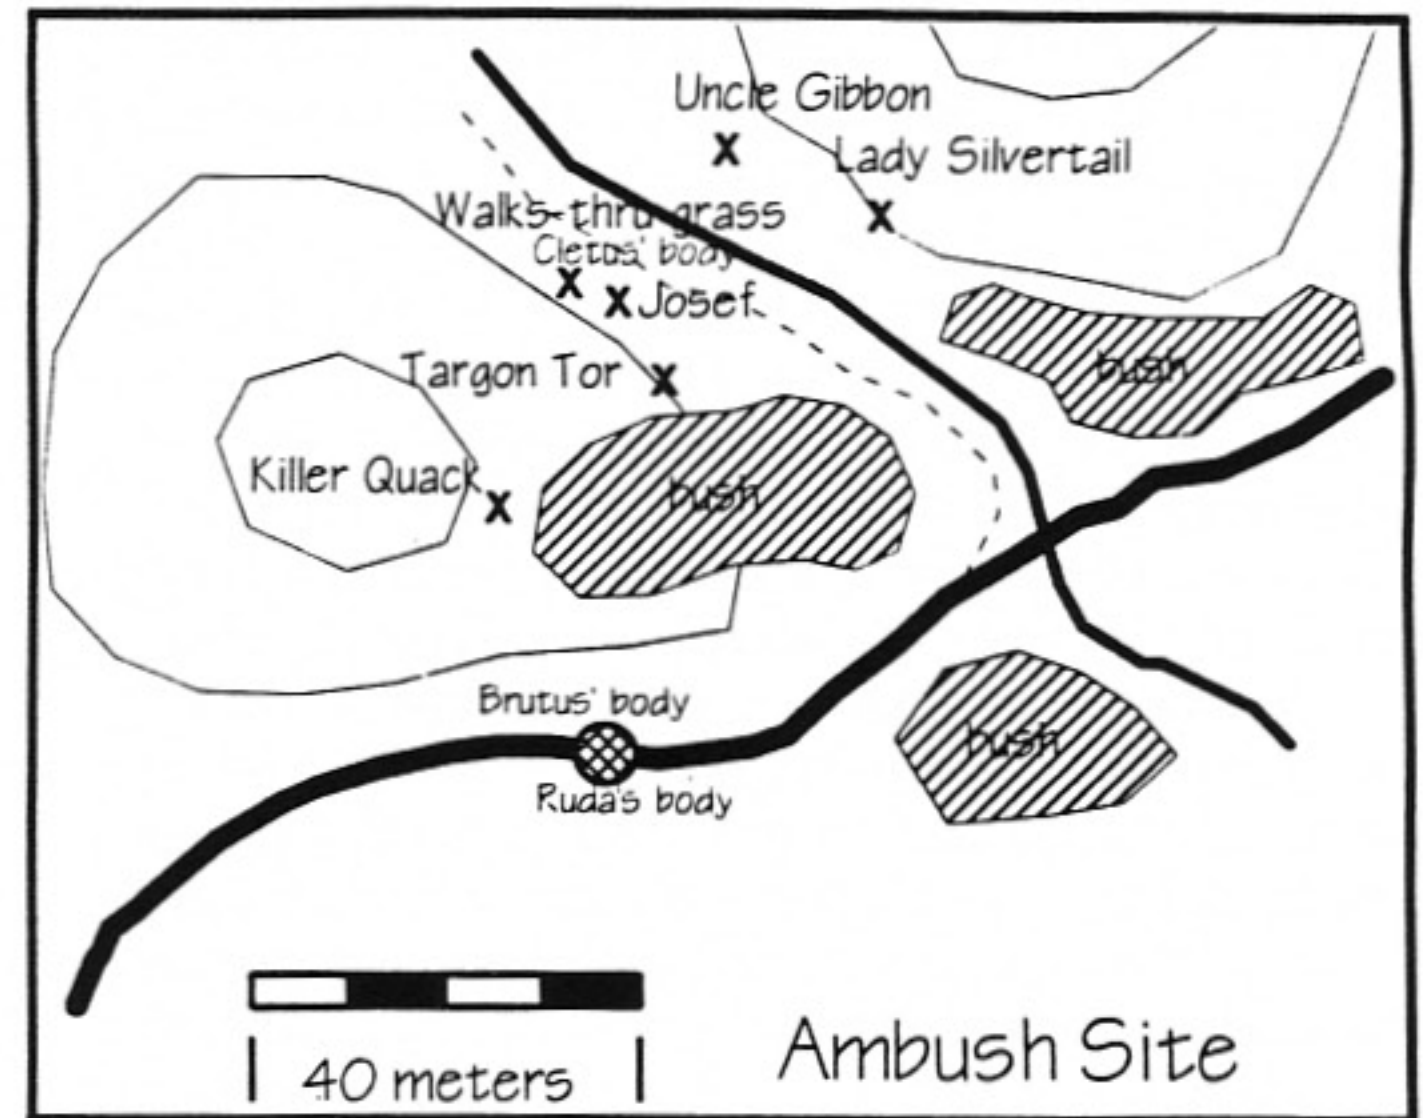 Uncle Gibbon
X
Lady Silvertail
X
Walks-thru-grass
Cletus' body
X
X Josef
Targon Tor X
Killer Quack
X
bush
bush
Brutus' body
Ruda's body
bush
40 meters
Ambush Site